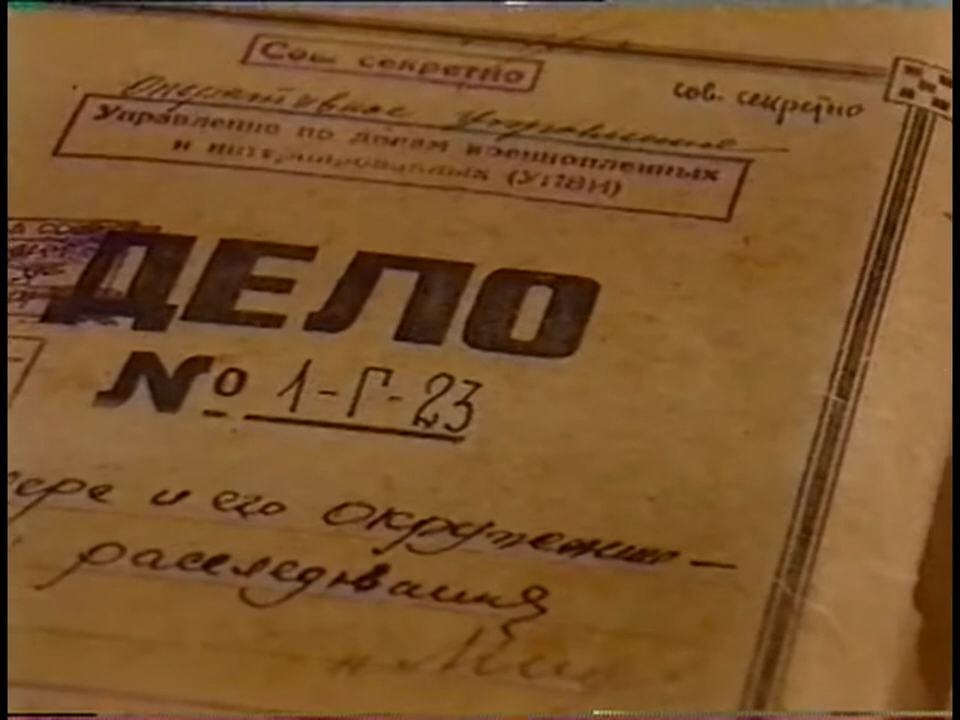 Сов. секретно
сов. секретно
Оперативное управление
Управление по делам военнопленных
и интернированных (УПВИ)
ДЕЛО
№ 1-Г-23
и его окружении —
расследования